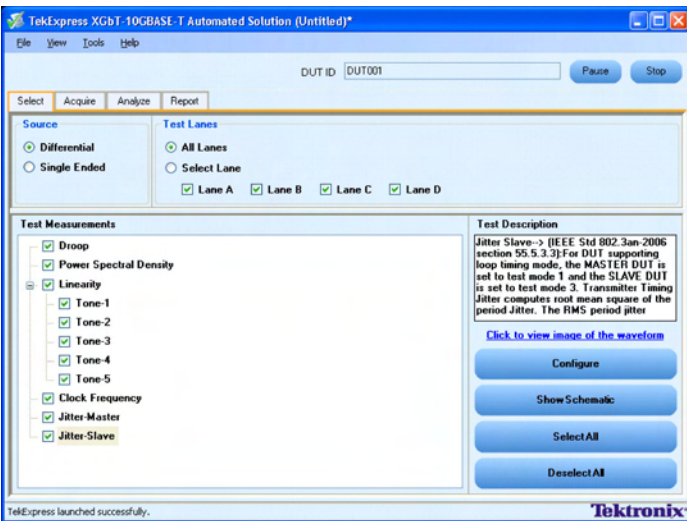 TekExpress XGbT-10GBASE-T Automated Solution (Untitled)*
File View Tools Help
DUT ID DUT001 Pause Stop
Select Acquire Analyze Report
Source
Differential
Single Ended
Test Lanes
All Lanes
Select Lane
Lane A Lane B Lane C Lane D
Test Measurements
Droop
Power Spectral Density
Linearity
Tone-1
Tone-2
Tone-3
Tone-4
Tone-5
Clock Frequency
Jitter-Master
Jitter-Slave
Test Description
Jitter Slave--> (IEEE Std 802.3an-2006
section 55.5.3.3):For DUT supporting
loop timing mode, the MASTER DUT is
set to test mode 1 and the SLAVE DUT
is set to test mode 3. Transmitter Timing
Jitter computes root mean square of the
period Jitter. The RMS period jitter
Click to view image of the waveform
Configure
Show Schematic
Select All
Deselect All
TekExpress launched successfully.
Tektronix